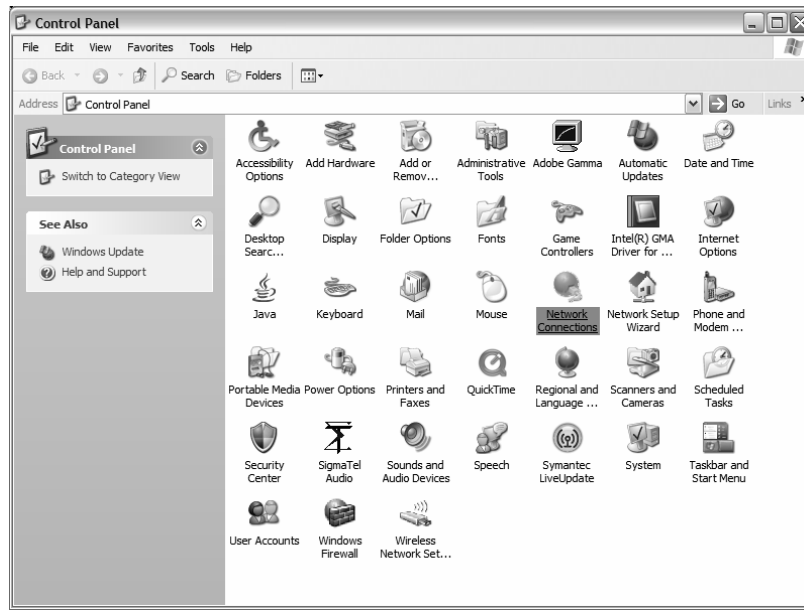 Control Panel
File Edit View Favorites Tools Help
Back Search Folders
Address Control Panel Go Links
Control Panel
Switch to Category View
See Also
Windows Update
Help and Support
Accessibility Options
Add Hardware
Add or Remov...
Administrative Tools
Adobe Gamma
Automatic Updates
Date and Time
Desktop Searc...
Display
Folder Options
Fonts
Game Controllers
Intel(R) GMA Driver for ...
Internet Options
Java
Keyboard
Mail
Mouse
Network Connections
Network Setup Wizard
Phone and Modem ...
Portable Media Devices
Power Options
Printers and Faxes
QuickTime
Regional and Language ...
Scanners and Cameras
Scheduled Tasks
Security Center
SigmaTel Audio
Sounds and Audio Devices
Speech
Symantec LiveUpdate
System
Taskbar and Start Menu
User Accounts
Windows Firewall
Wireless Network Set...